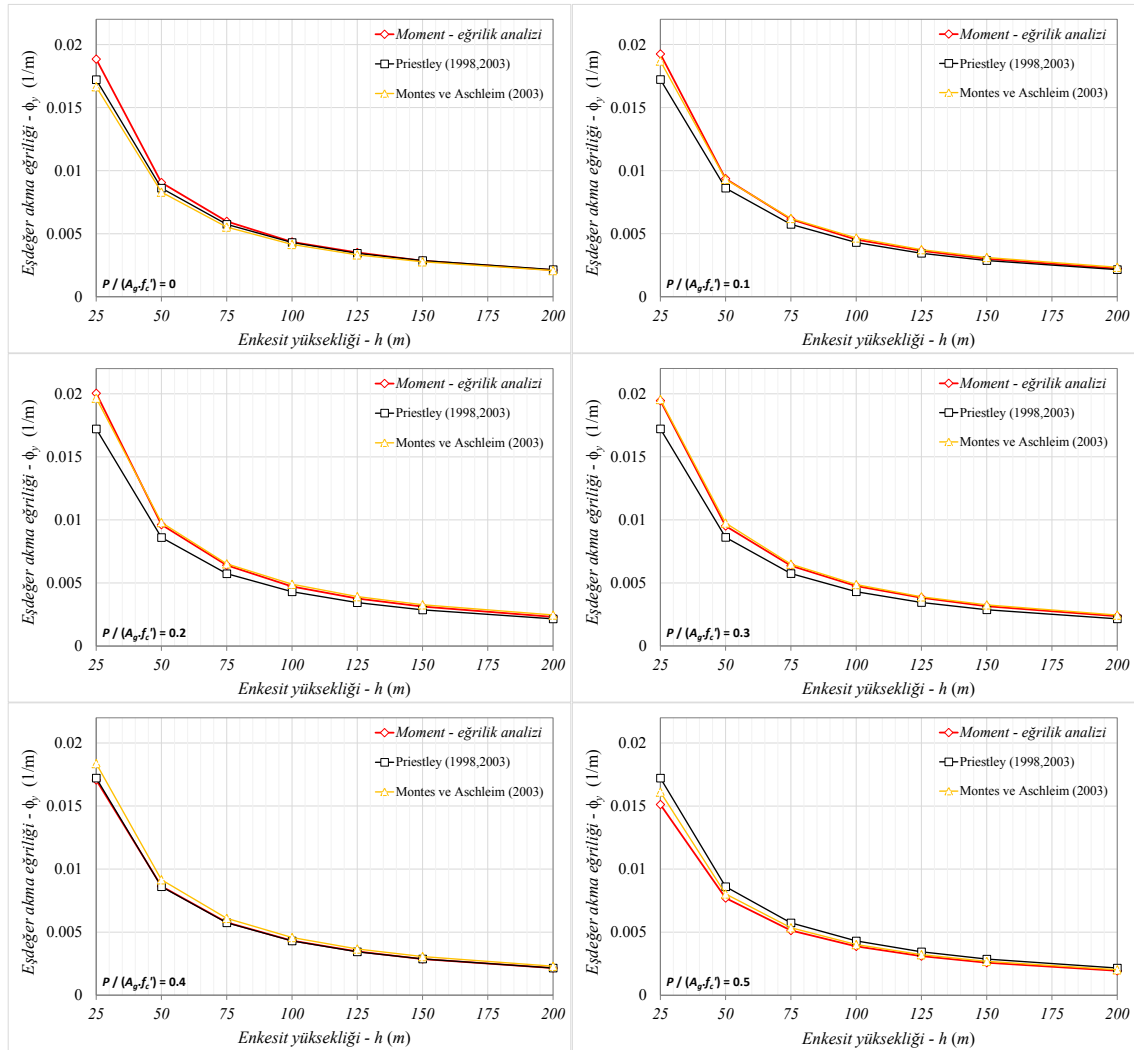 Eşdeğer akma eğriliği - ϕy (1/m)
0.02
0.015
0.01
0.005
0
Moment - eğrilik analizi
Priestley (1998,2003)
Montes ve Aschleim (2003)
P / (Ag.fc') = 0
25 50 75 100 125 150 175 200
Enkesit yüksekliği - h (m)
Eşdeğer akma eğriliği - ϕy (1/m)
0.02
0.015
0.01
0.005
0
Moment - eğrilik analizi
Priestley (1998,2003)
Montes ve Aschleim (2003)
P / (Ag.fc') = 0.1
25 50 75 100 125 150 175 200
Enkesit yüksekliği - h (m)
Eşdeğer akma eğriliği - ϕy (1/m)
0.02
0.015
0.01
0.005
0
Moment - eğrilik analizi
Priestley (1998,2003)
Montes ve Aschleim (2003)
P / (Ag.fc') = 0.2
25 50 75 100 125 150 175 200
Enkesit yüksekliği - h (m)
Eşdeğer akma eğriliği - ϕy (1/m)
0.02
0.015
0.01
0.005
0
Moment - eğrilik analizi
Priestley (1998,2003)
Montes ve Aschleim (2003)
P / (Ag.fc') = 0.3
25 50 75 100 125 150 175 200
Enkesit yüksekliği - h (m)
Eşdeğer akma eğriliği - ϕy (1/m)
0.02
0.015
0.01
0.005
0
Moment - eğrilik analizi
Priestley (1998,2003)
Montes ve Aschleim (2003)
P / (Ag.fc') = 0.4
25 50 75 100 125 150 175 200
Enkesit yüksekliği - h (m)
Eşdeğer akma eğriliği - ϕy (1/m)
0.02
0.015
0.01
0.005
0
Moment - eğrilik analizi
Priestley (1998,2003)
Montes ve Aschleim (2003)
P / (Ag.fc') = 0.5
25 50 75 100 125 150 175 200
Enkesit yüksekliği - h (m)